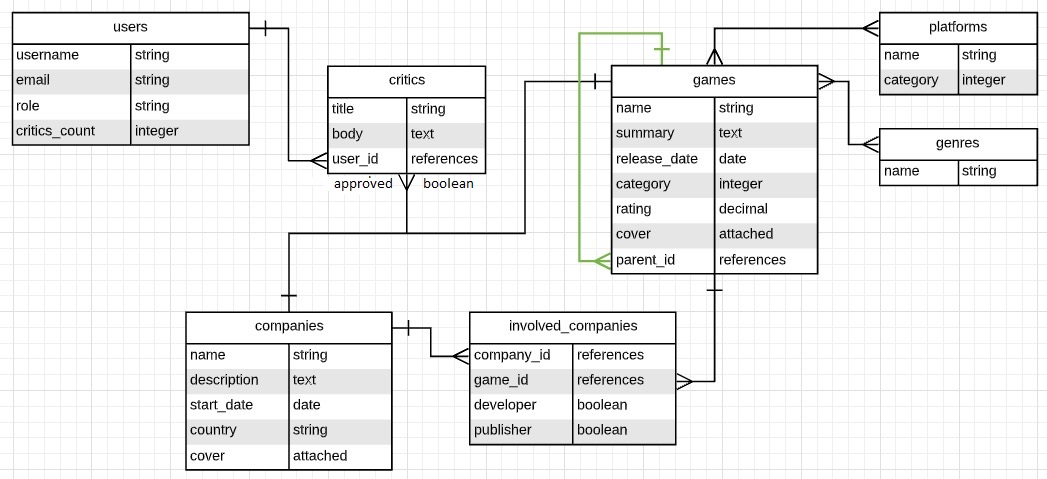 users
username string
email string
role string
critics_count integer
critics
title string
body text
user_id references
approved boolean
games
name string
summary text
release_date date
category integer
rating decimal
cover attached
parent_id references
platforms
name string
category integer
genres
name string
companies
name string
description text
start_date date
country string
cover attached
involved_companies
company_id references
game_id references
developer boolean
publisher boolean